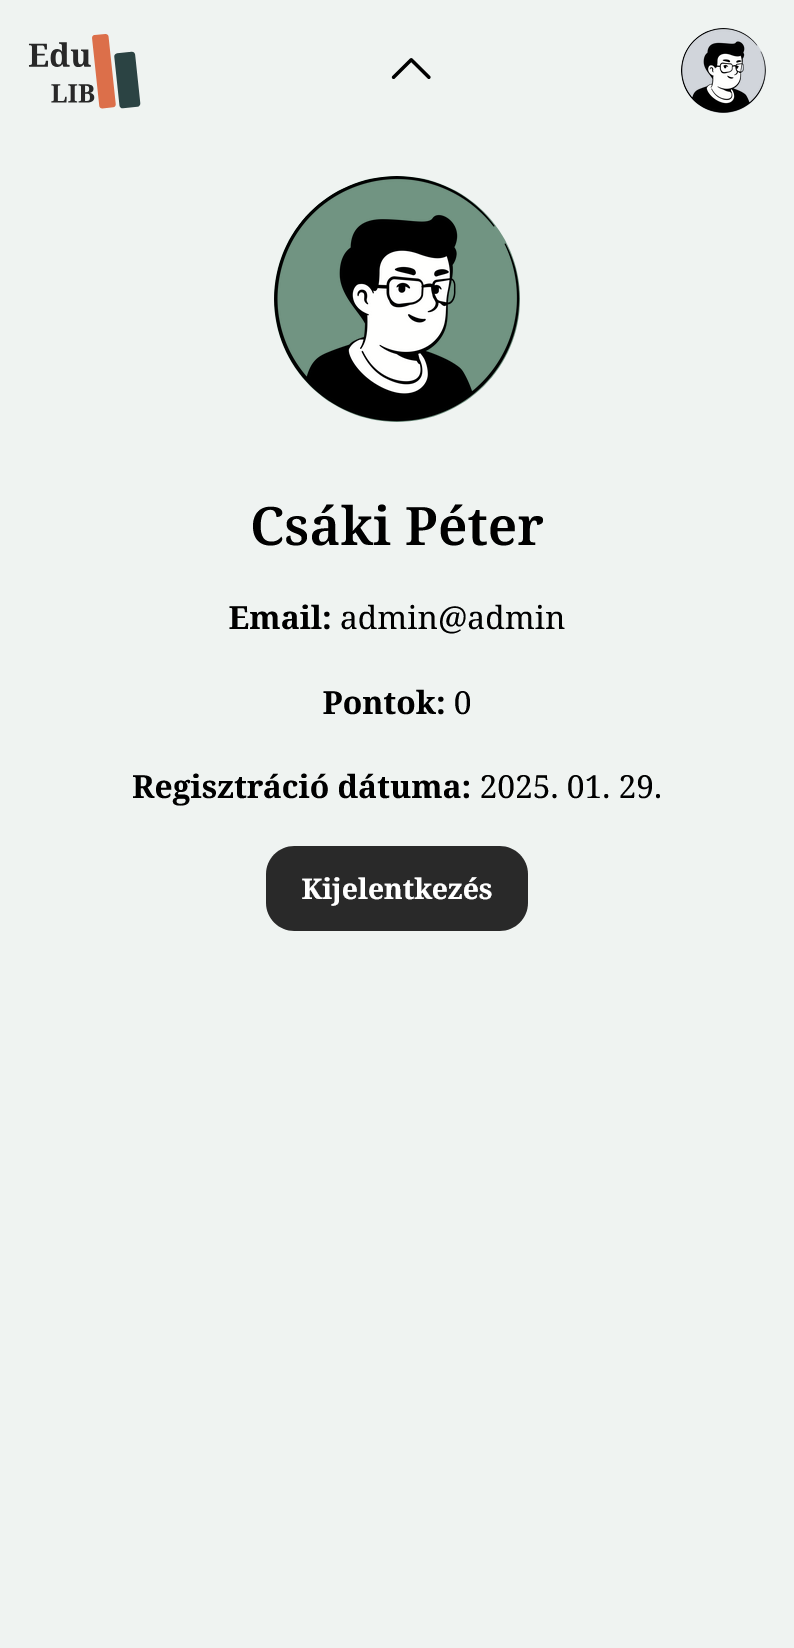 Edu
LIB
Csáki Péter
Email: admin@admin
Pontok: 0
Regisztráció dátuma: 2025. 01. 29.
Kijelentkezés